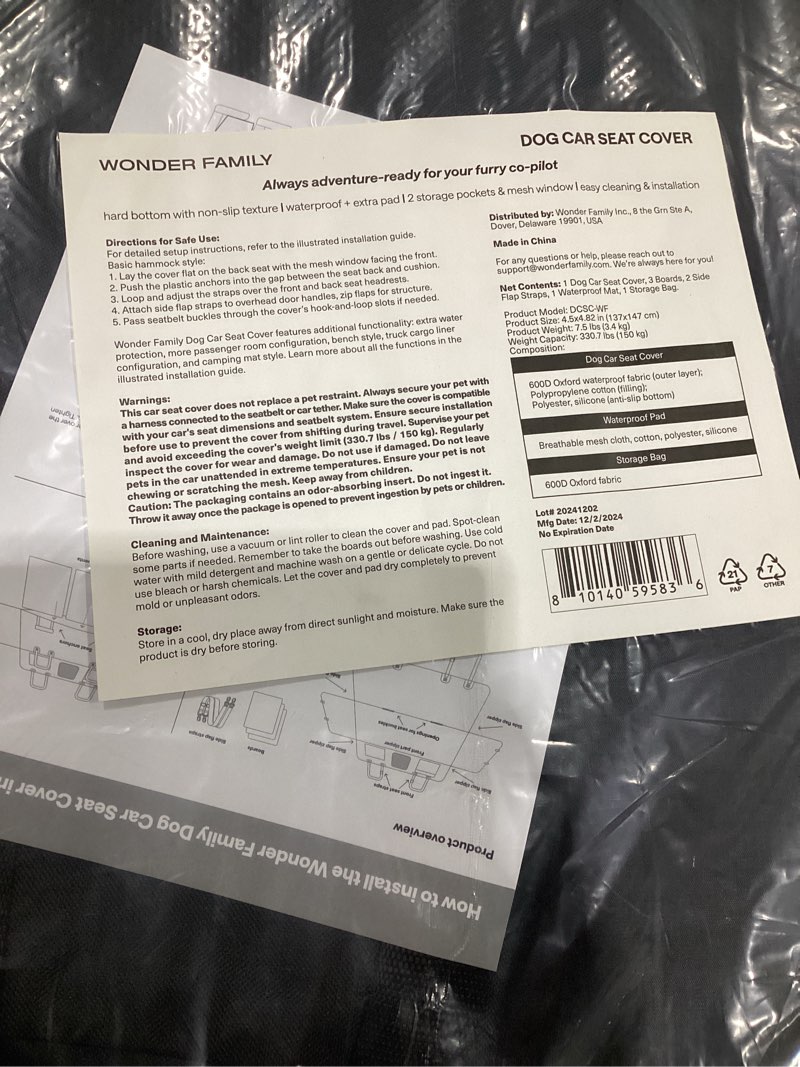 WONDER FAMILY
DOG CAR SEAT COVER
Always adventure-ready for your furry co-pilot
hard bottom with non-slip texture | waterproof + extra pad | 2 storage pockets & mesh window | easy cleaning & installation
Directions for Safe Use:
For detailed setup instructions, refer to the illustrated installation guide.
Basic hammock style:
1. Lay the cover flat on the back seat with the mesh window facing the front.
2. Push the plastic anchors into the gap between the seat back and cushion.
3. Loop and adjust the straps over the front and back seat headrests.
4. Attach side flap straps to overhead door handles, zip flaps for structure.
5. Pass seatbelt buckles through the cover's hook-and-loop slots if needed.
Wonder Family Dog Car Seat Cover features additional functionality: extra water
protection, more passenger room configuration, bench style, truck cargo liner
configuration, and camping mat style. Learn more about all the functions in the
illustrated installation guide.
Warnings:
This car seat cover does not replace a pet restraint. Always secure your pet with
a harness connected to the seatbelt or car tether. Make sure the cover is compatible
with your car's seat dimensions and seatbelt system. Ensure secure installation
before use to prevent the cover from shifting during travel. Supervise your pet
and avoid exceeding the cover's weight limit (330.7 lbs / 150 kg). Regularly
inspect the cover for wear and damage. Do not use if damaged. Do not leave
pets in the car unattended in extreme temperatures. Ensure your pet is not
chewing or scratching the mesh. Keep away from children.
Caution: The packaging contains an odor-absorbing insert. Do not ingest it.
Throw it away once the package is opened to prevent ingestion by pets or children.
Cleaning and Maintenance:
Before washing, use a vacuum or lint roller to clean the cover and pad. Spot-clean
some parts if needed. Remember to take the boards out before washing. Use cold
water with mild detergent and machine wash on a gentle or delicate cycle. Do not
use bleach or harsh chemicals. Let the cover and pad dry completely to prevent
mold or unpleasant odors.
Storage:
Store in a cool, dry place away from direct sunlight and moisture. Make sure the
product is dry before storing.
Distributed by: Wonder Family Inc., 8 the Grn Ste A,
Dover, Delaware 19901, USA
Made in China
For any questions or help, please reach out to
support@wonderfamily.com. We're always here for you!
Net Contents: 1 Dog Car Seat Cover, 3 Boards, 2 Side
Flap Straps, 1 Waterproof Mat, 1 Storage Bag.
Product Model: DCSC-WF
Product Size: 4.5x4.82 in (137x147 cm)
Product Weight: 7.5 lbs (3.4 kg)
Weight Capacity: 330.7 lbs (150 kg)
Composition:
Dog Car Seat Cover
600D Oxford waterproof fabric (outer layer);
Polypropylene cotton (filling);
Polyester, silicone (anti-slip bottom)
Waterproof Pad
Breathable mesh cloth, cotton, polyester, silicone
Storage Bag
600D Oxford fabric
Lot# 20241202
Mfg Date: 12/2/2024
No Expiration Date
8 10140 59583 6
21
PAP
7
OTHER
How to install the Wonder Family Dog Car Seat Cover in
Product overview
Front seat straps
Side flap zipper
Front part zipper
Side flap zipper
Openings for seat buckles
Side flap zipper
Boards
Side flap straps
Seat anchors